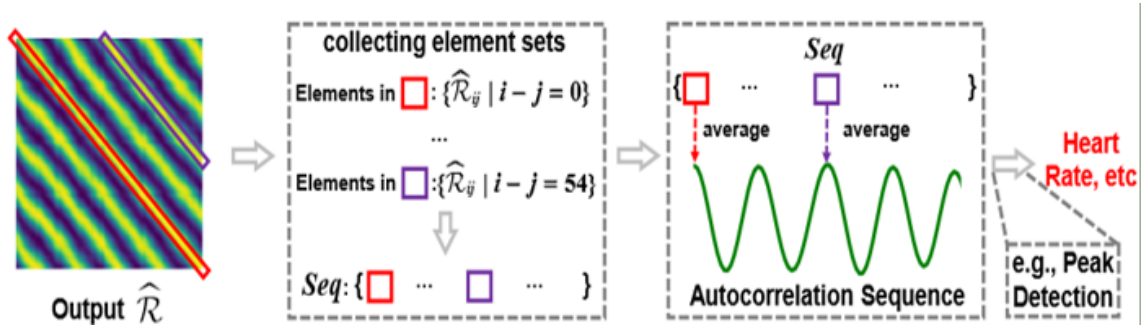 Output R̂
collecting element sets
Elements in □ : {R̂ij | i − j = 0}
...
Elements in □ :{R̂ij | i − j = 54}
Seq: {□ ... □ ... }
Seq
{□ ... □ ... }
average average
Autocorrelation Sequence
Heart
Rate, etc
e.g., Peak
Detection